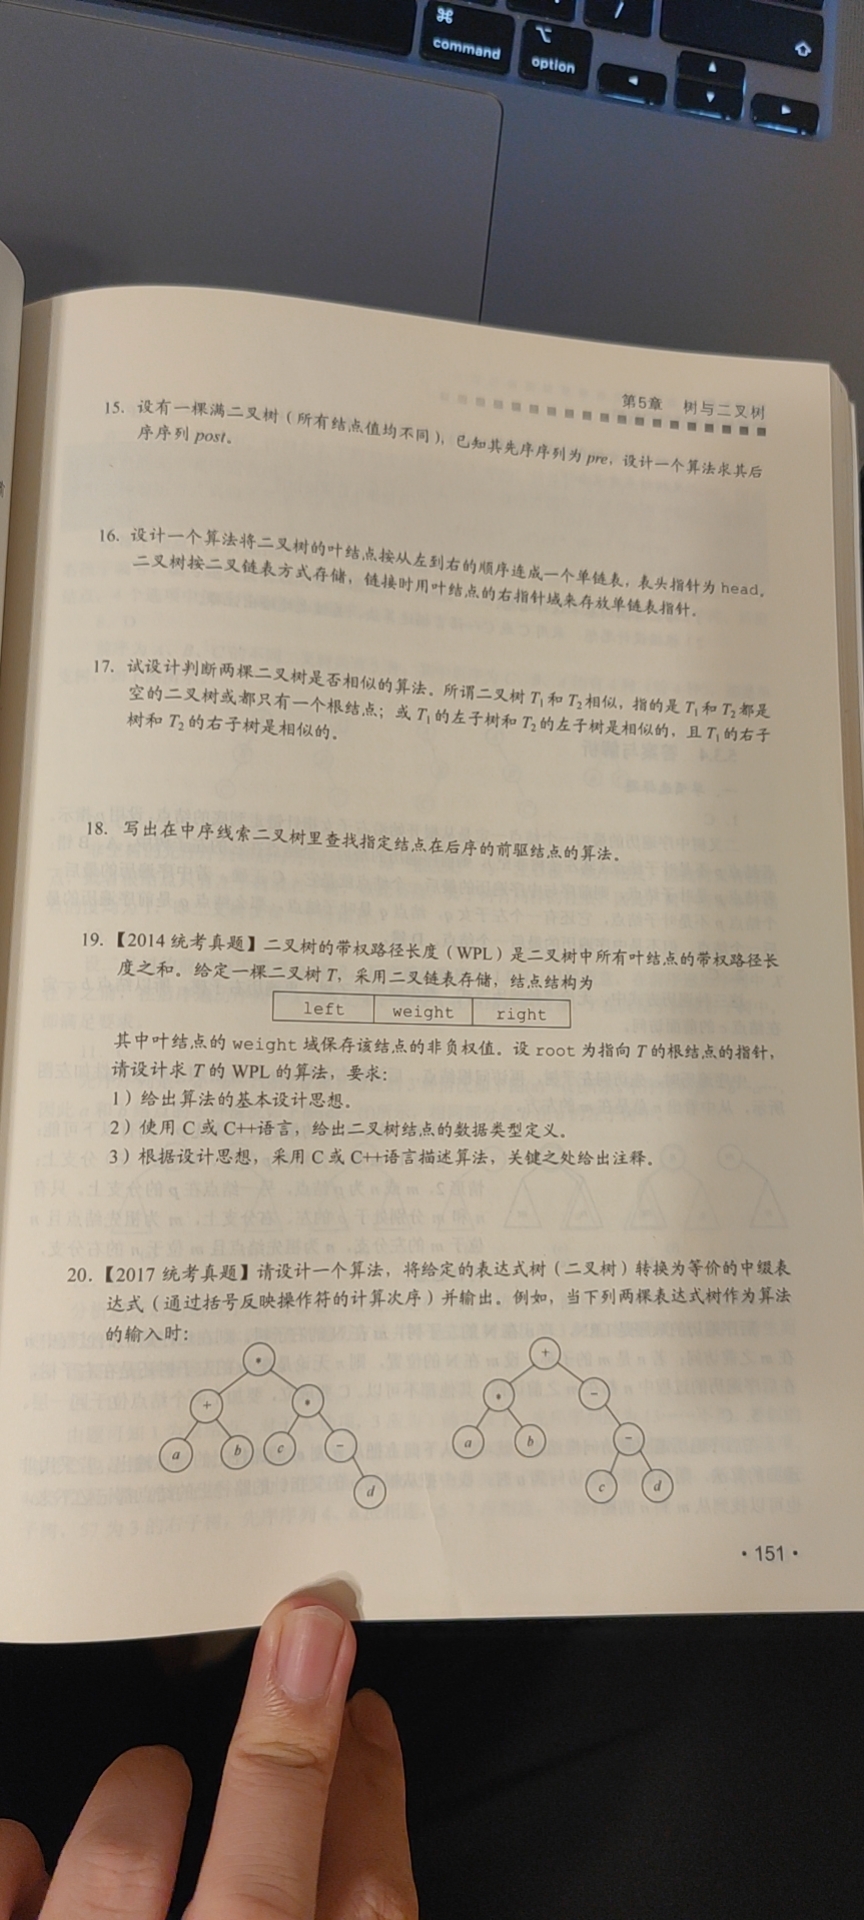 ⌘
command
⌥
option
/
⇧
◀
▲
▼
▶
第5章 树与二叉树
15. 设有一棵满二叉树（所有结点值均不同），已知其先序序列为 pre，设计一个算法求其后
序序列 post。
16. 设计一个算法将二叉树的叶结点按从左到右的顺序连成一个单链表，表头指针为 head。
二叉树按二叉链表方式存储，链接时用叶结点的右指针域来存放单链表指针。
17. 试设计判断两棵二叉树是否相似的算法。所谓二叉树 T₁ 和 T₂ 相似，指的是 T₁ 和 T₂ 都是
空的二叉树或都只有一个根结点；或 T₁ 的左子树和 T₂ 的左子树是相似的，且 T₁ 的右子
树和 T₂ 的右子树是相似的。
18. 写出在中序线索二叉树里查找指定结点在后序的前驱结点的算法。
19. 【2014 统考真题】二叉树的带权路径长度（WPL）是二叉树中所有叶结点的带权路径长
度之和。给定一棵二叉树 T，采用二叉链表存储，结点结构为
left weight right
其中叶结点的 weight 域保存该结点的非负权值。设 root 为指向 T 的根结点的指针，
请设计求 T 的 WPL 的算法，要求：
1）给出算法的基本设计思想。
2）使用 C 或 C++语言，给出二叉树结点的数据类型定义。
3）根据设计思想，采用 C 或 C++语言描述算法，关键之处给出注释。
20. 【2017 统考真题】请设计一个算法，将给定的表达式树（二叉树）转换为等价的中缀表
达式（通过括号反映操作符的计算次序）并输出。例如，当下列两棵表达式树作为算法
的输入时：
* +
+ * * -
a b c - a b -
d c d
• 151 •